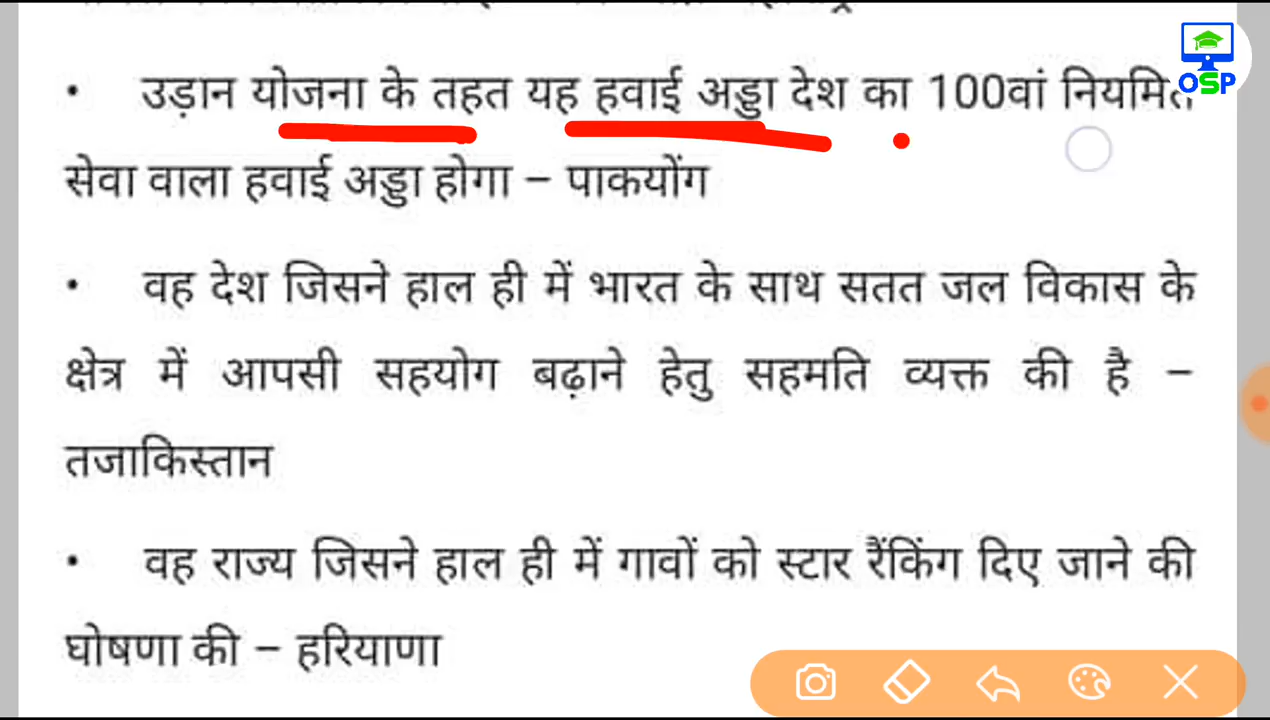 OSP
• उड़ान योजना के तहत यह हवाई अड्डा देश का 100वां नियमित
सेवा वाला हवाई अड्डा होगा – पाकयोंग
• वह देश जिसने हाल ही में भारत के साथ सतत जल विकास के
क्षेत्र में आपसी सहयोग बढ़ाने हेतु सहमति व्यक्त की है –
तजाकिस्तान
• वह राज्य जिसने हाल ही में गावों को स्टार रैंकिंग दिए जाने की
घोषणा की – हरियाणा